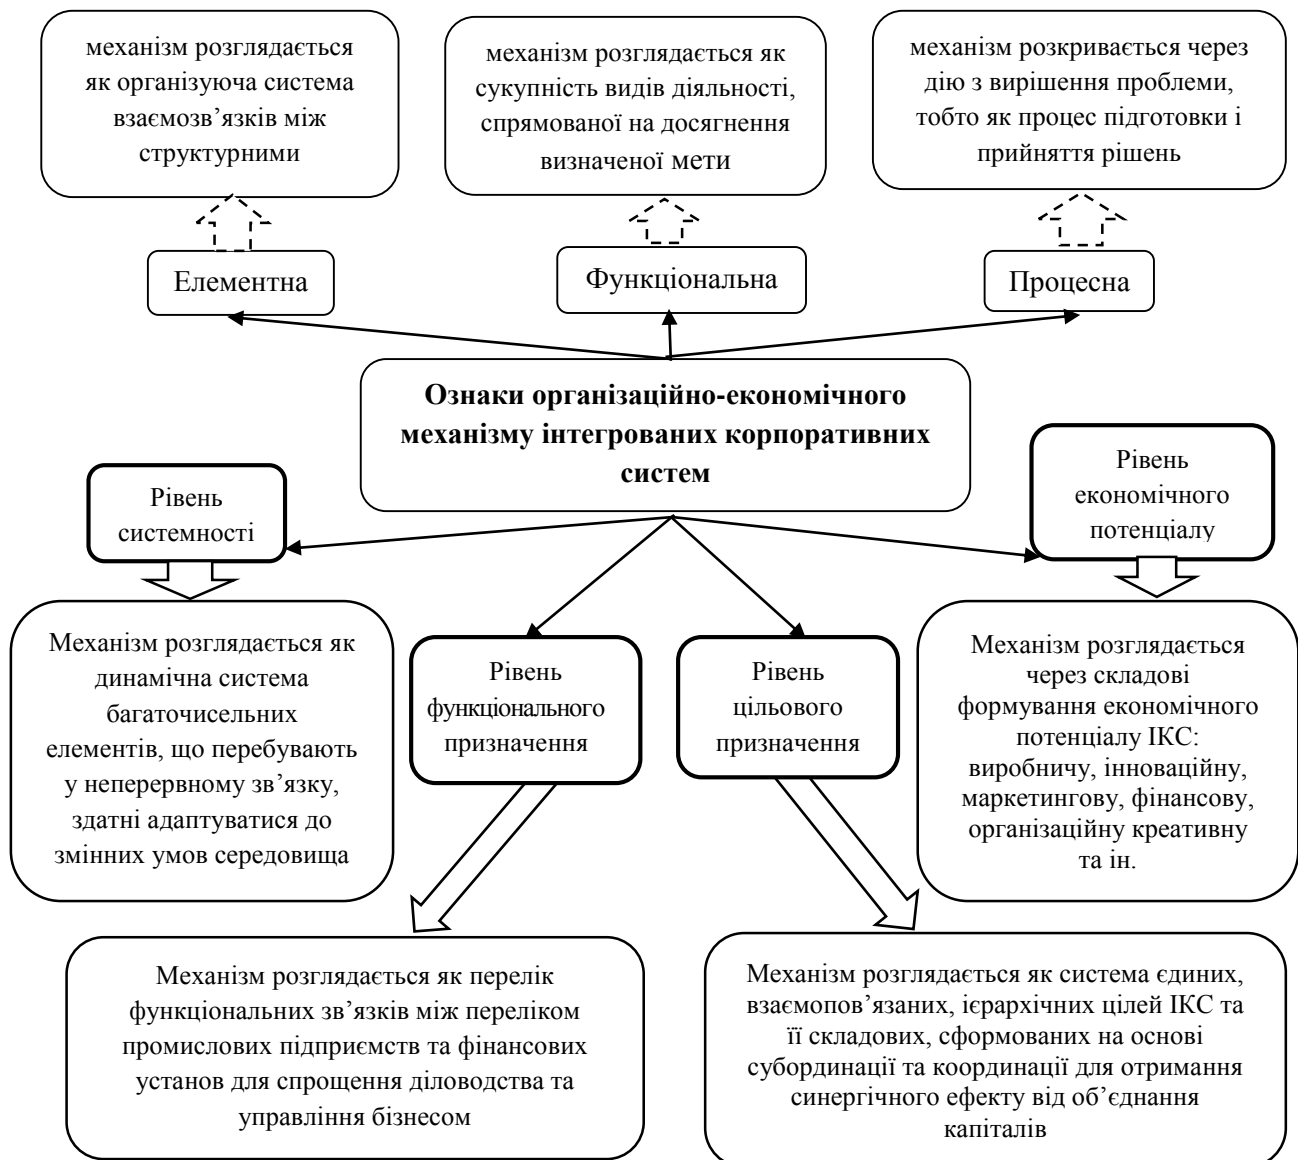 механізм розглядається
як організуюча система
взаємозв’язків між
структурними
механізм розглядається як
сукупність видів діяльності,
спрямованої на досягнення
визначеної мети
механізм розкривається через
дію з вирішення проблеми,
тобто як процес підготовки і
прийняття рішень
Елементна
Функціональна
Процесна
Ознаки організаційно-економічного
механізму інтегрованих корпоративних
систем
Рівень
системності
Рівень
економічного
потенціалу
Механізм розглядається як
динамічна система
багаточисельних
елементів, що перебувають
у неперервному зв’язку,
здатні адаптуватися до
змінних умов середовища
Рівень
функціонального
призначення
Рівень
цільового
призначення
Механізм розглядається
через складові
формування економічного
потенціалу ІКС:
виробничу, інноваційну,
маркетингову, фінансову,
організаційну креативну
та ін.
Механізм розглядається як перелік
функціональних зв’язків між переліком
промислових підприємств та фінансових
установ для спрощення діловодства та
управління бізнесом
Механізм розглядається як система єдиних,
взаємопов’язаних, ієрархічних цілей ІКС та
її складових, сформованих на основі
субординації та координації для отримання
синергічного ефекту від об’єднання
капіталів